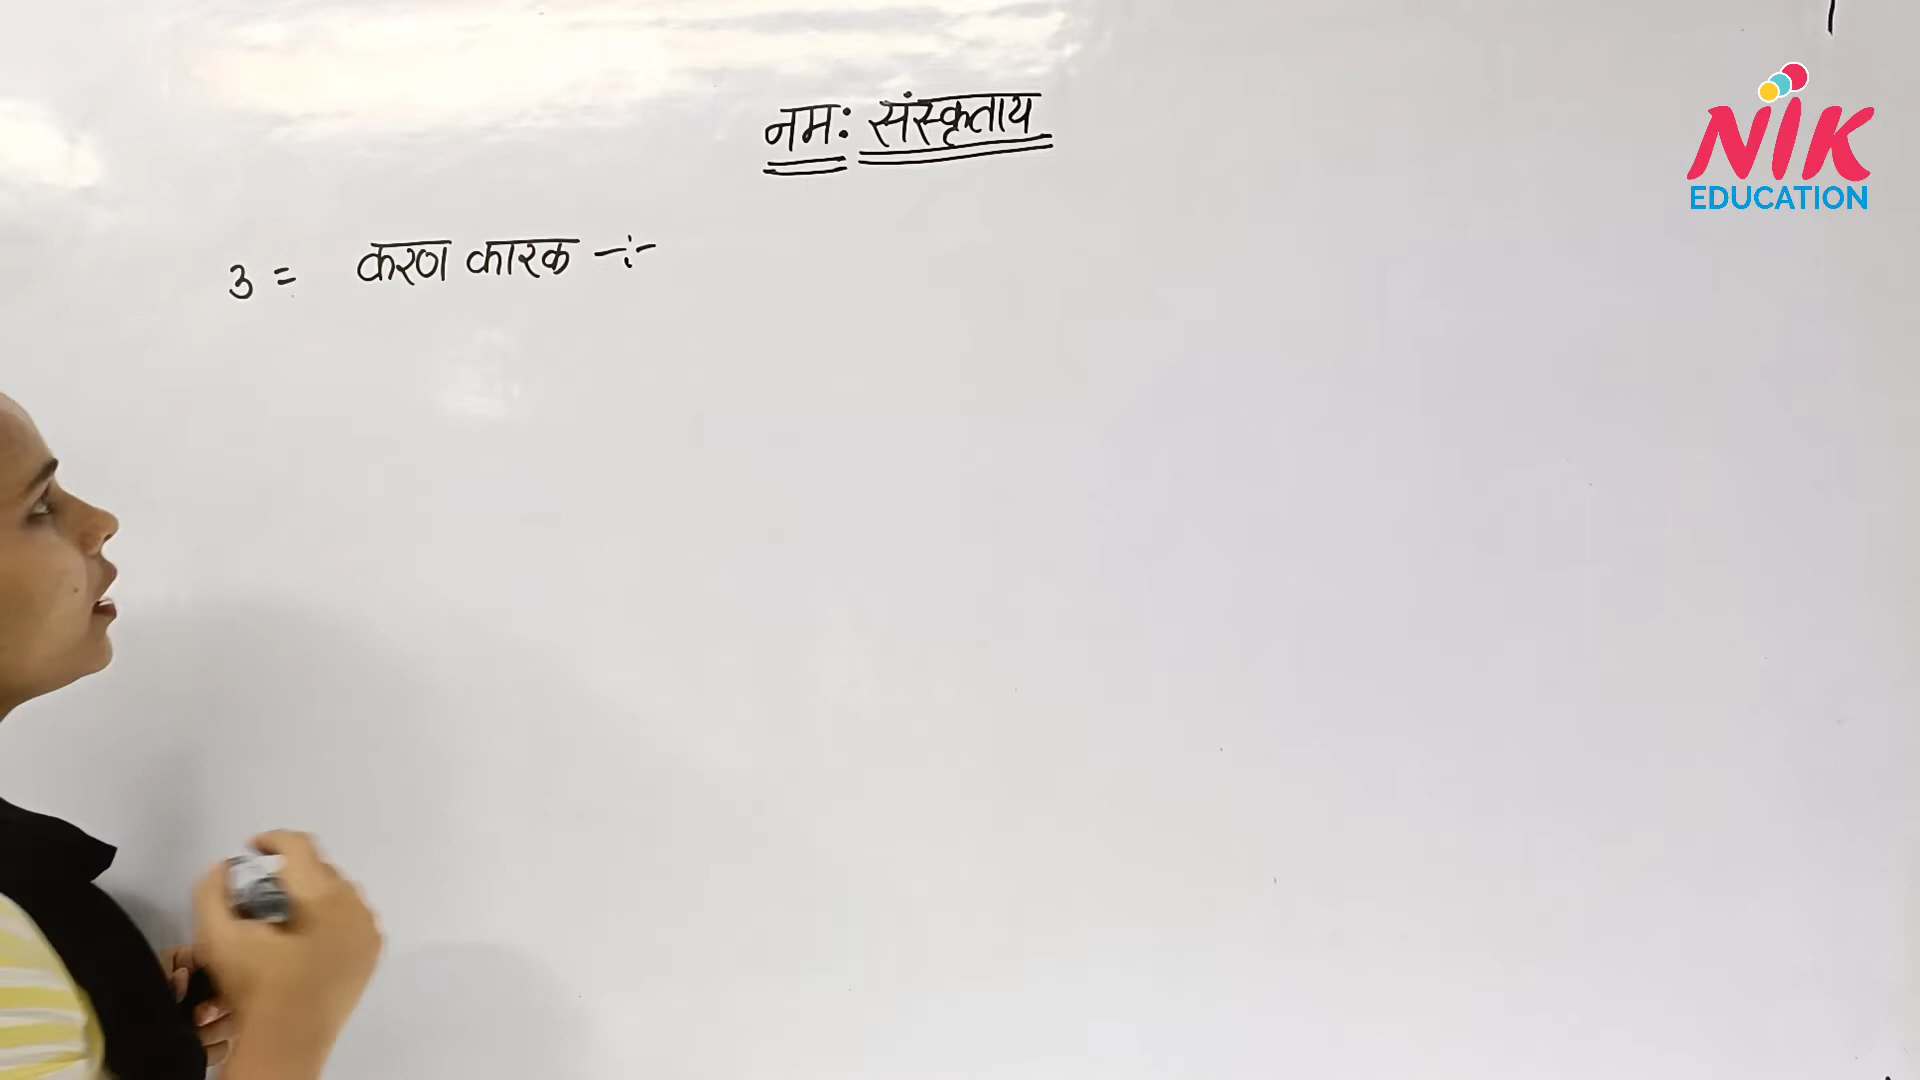 नमः संस्कृताय
NIK
EDUCATION
3 = करण कारक -:-